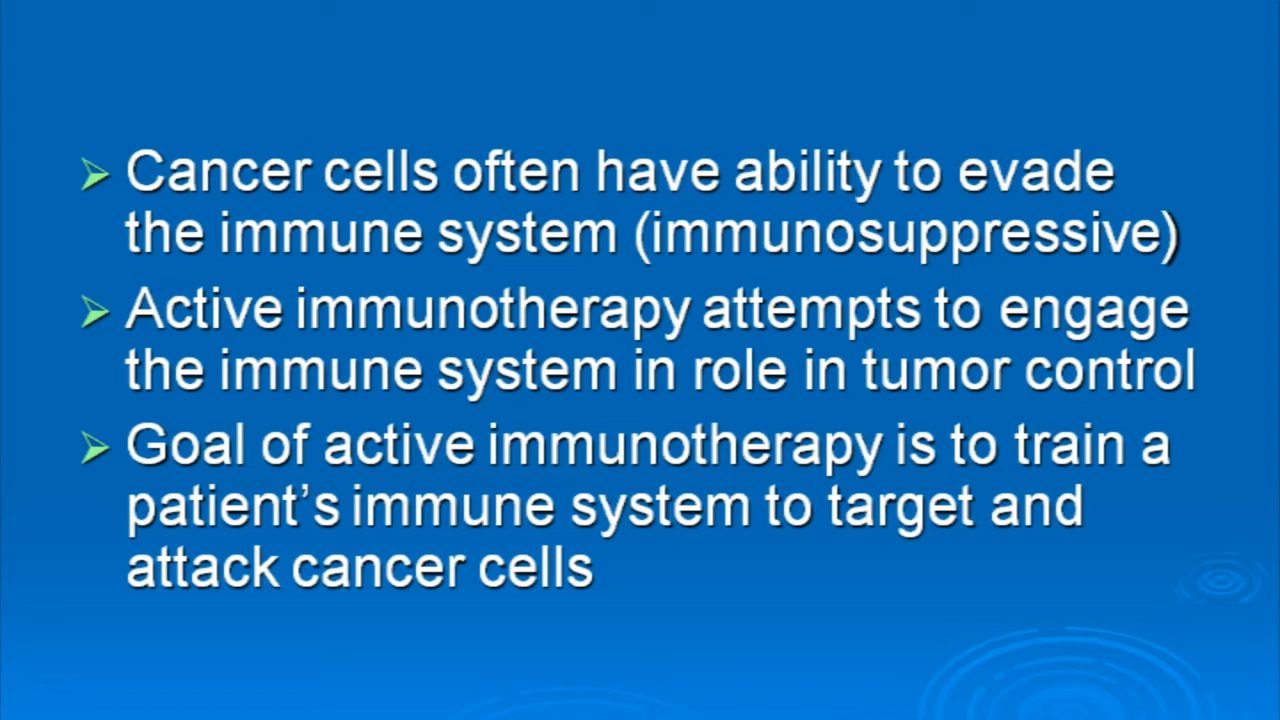 Cancer cells often have ability to evade
the immune system (immunosuppressive)
Active immunotherapy attempts to engage
the immune system in role in tumor control
Goal of active immunotherapy is to train a
patient’s immune system to target and
attack cancer cells